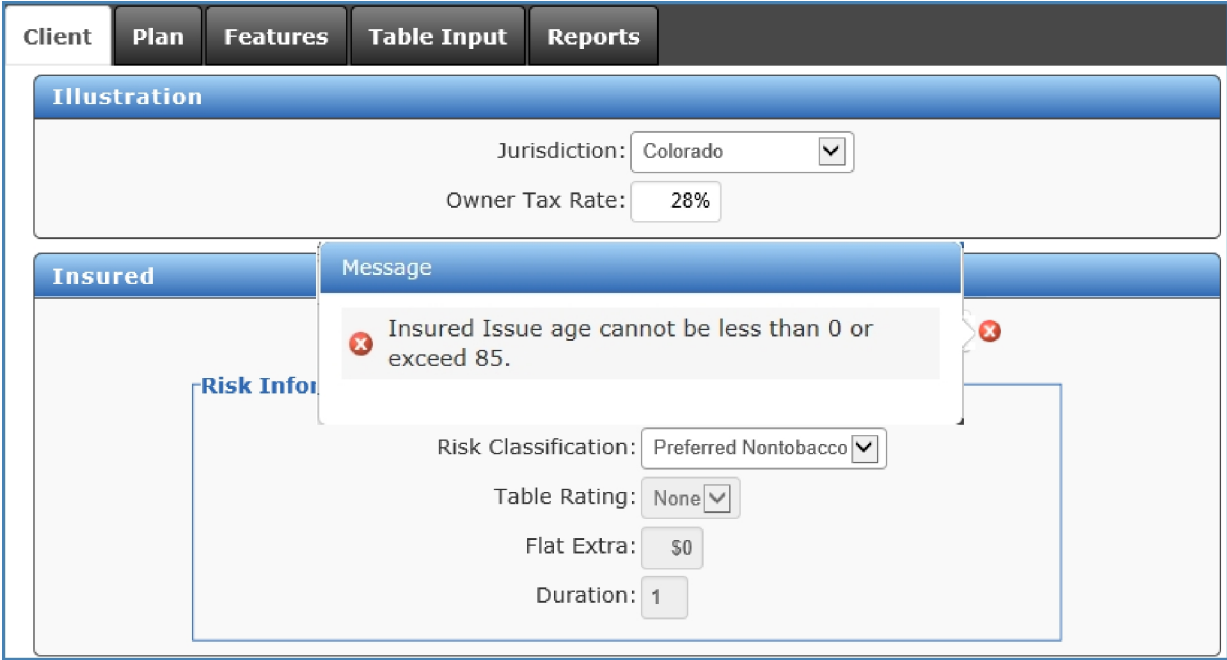 Client Plan Features Table Input Reports
Illustration
Jurisdiction: Colorado
Owner Tax Rate: 28%
Insured
Message
Insured Issue age cannot be less than 0 or
exceed 85.
Risk
Risk Classification: Preferred Nontobacco
Table Rating: None
Flat Extra: $0
Duration: 1